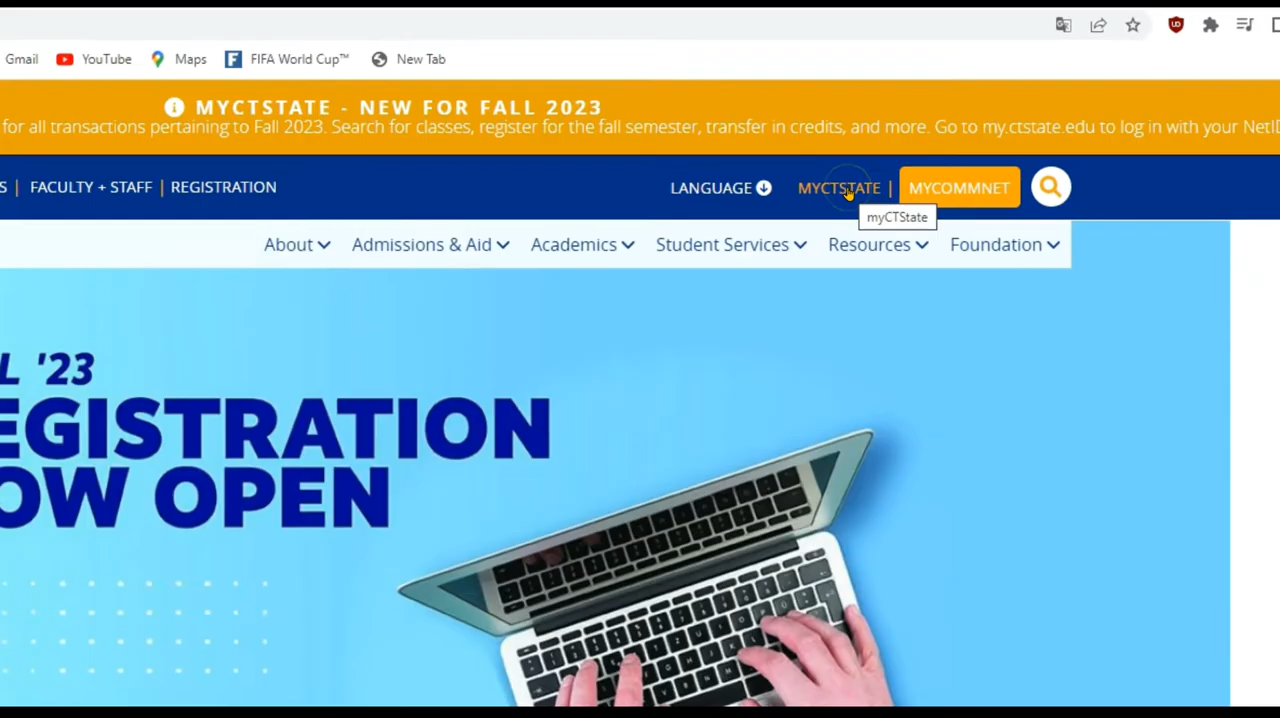 Gmail YouTube Maps FIFA World Cup™ New Tab
MYCTSTATE - NEW FOR FALL 2023
for all transactions pertaining to Fall 2023. Search for classes, register for the fall semester, transfer in credits, and more. Go to my.ctstate.edu to log in with your NetID
S | FACULTY + STAFF | REGISTRATION LANGUAGE MYCTSTATE | MYCOMMNET
myCTState
About Admissions & Aid Academics Student Services Resources Foundation
L '23
EGISTRATION
OW OPEN